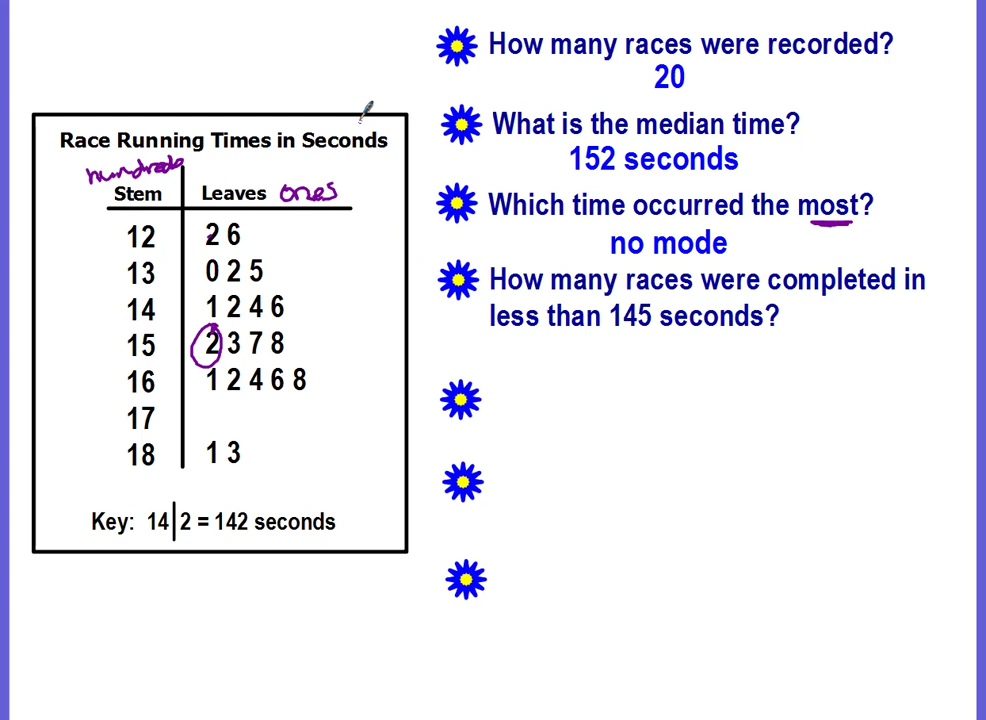 How many races were recorded?
20
What is the median time?
152 seconds
Which time occurred the most?
no mode
How many races were completed in
less than 145 seconds?
Race Running Times in Seconds
hundreds
Stem Leaves ones
12 2 6
13 0 2 5
14 1 2 4 6
15 2 3 7 8
16 1 2 4 6 8
17
18 1 3
Key: 14|2 = 142 seconds